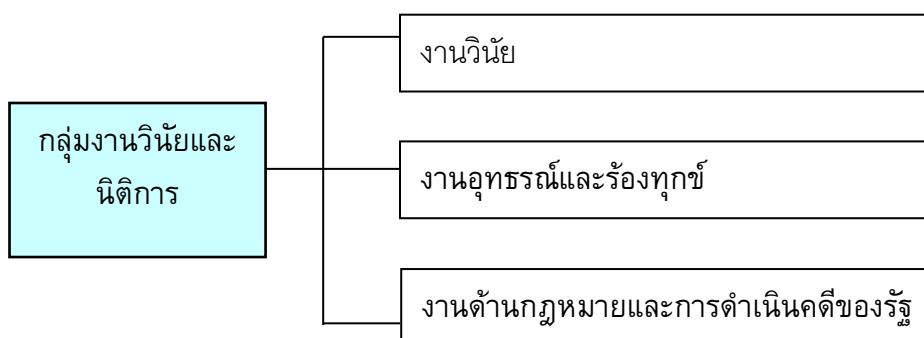 กลุ่มงานวินัยและ
นิติการ
งานวินัย
งานอุทธรณ์และร้องทุกข์
งานด้านกฎหมายและการดำเนินคดีของรัฐ